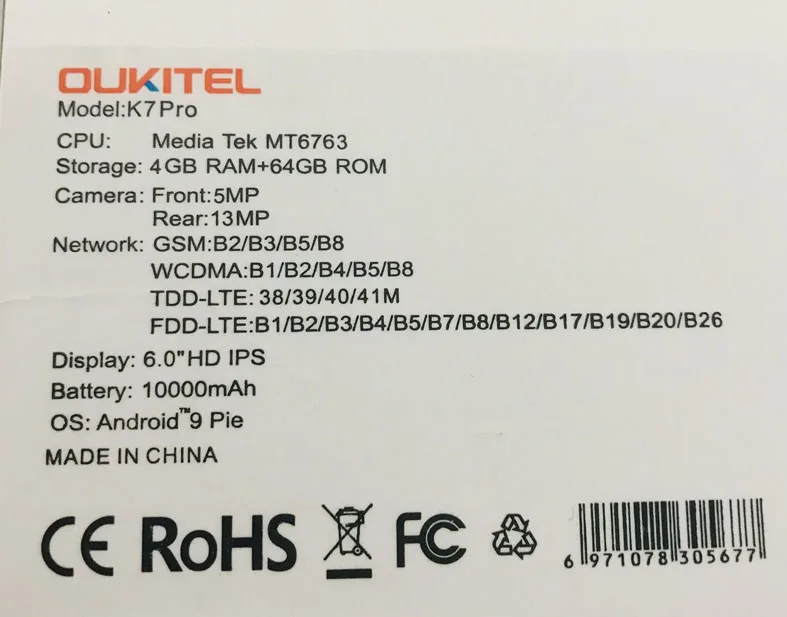 OUKITEL
Model:K7Pro
CPU: Media Tek MT6763
Storage: 4GB RAM+64GB ROM
Camera: Front:5MP
Rear:13MP
Network: GSM:B2/B3/B5/B8
WCDMA:B1/B2/B4/B5/B8
TDD-LTE: 38/39/40/41M
FDD-LTE:B1/B2/B3/B4/B5/B7/B8/B12/B17/B19/B20/B26
Display: 6.0"HD IPS
Battery: 10000mAh
OS: Android™9 Pie
MADE IN CHINA
CE RoHS FC
6 971078 305677